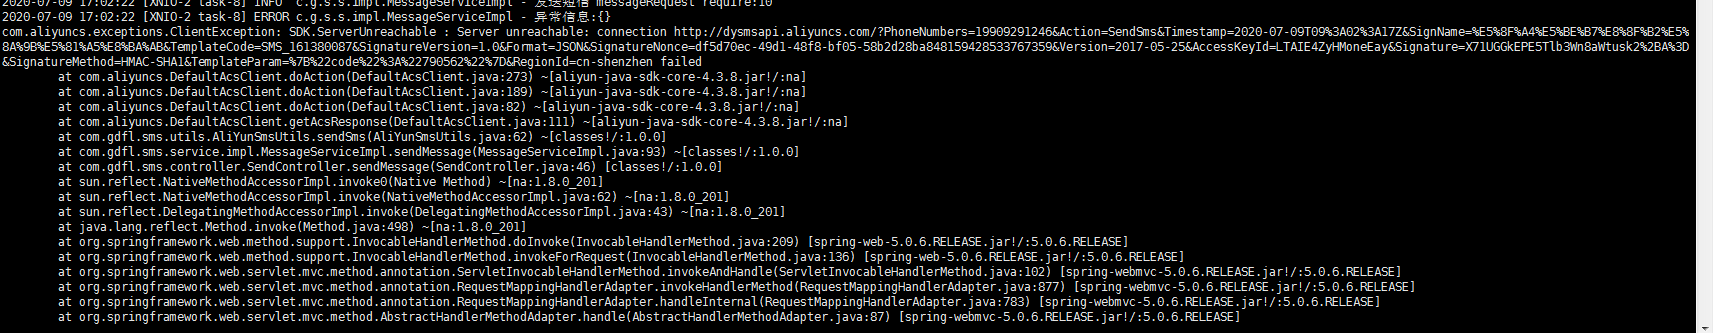 2020-07-09 17:02:22 [XNIO-2 task-8] INFO  c.g.s.s.impl.MessageServiceImpl - 发送短信 messageRequest require:10
2020-07-09 17:02:22 [XNIO-2 task-8] ERROR c.g.s.s.impl.MessageServiceImpl - 异常信息:{}
com.aliyuncs.exceptions.ClientException: SDK.ServerUnreachable : Server unreachable: connection http://dysmsapi.aliyuncs.com/?PhoneNumbers=19909291246&Action=SendSms&Timestamp=2020-07-09T09%3A02%3A17Z&SignName=%E5%8F%A4%E5%BE%B7%E8%8F%B2%E5%
8A%9B%E5%81%A5%E8%BA%AB&TemplateCode=SMS_161380087&SignatureVersion=1.0&Format=JSON&SignatureNonce=df5d70ec-49d1-48f8-bf05-58b2d28ba848159428533767359&Version=2017-05-25&AccessKeyId=LTAIE4ZyHMoneEay&Signature=X71UGGkEPE5Tlb3Wn8aWtusk2%2BA%3D
&SignatureMethod=HMAC-SHA1&TemplateParam=%7B%22code%22%3A%22790562%22%7D&RegionId=cn-shenzhen failed
at com.aliyuncs.DefaultAcsClient.doAction(DefaultAcsClient.java:273) ~[aliyun-java-sdk-core-4.3.8.jar!/:na]
at com.aliyuncs.DefaultAcsClient.doAction(DefaultAcsClient.java:189) ~[aliyun-java-sdk-core-4.3.8.jar!/:na]
at com.aliyuncs.DefaultAcsClient.doAction(DefaultAcsClient.java:82) ~[aliyun-java-sdk-core-4.3.8.jar!/:na]
at com.aliyuncs.DefaultAcsClient.getAcsResponse(DefaultAcsClient.java:111) ~[aliyun-java-sdk-core-4.3.8.jar!/:na]
at com.gdfl.sms.utils.AliYunSmsUtils.sendSms(AliYunSmsUtils.java:62) ~[classes!/:1.0.0]
at com.gdfl.sms.service.impl.MessageServiceImpl.sendMessage(MessageServiceImpl.java:93) ~[classes!/:1.0.0]
at com.gdfl.sms.controller.SendController.sendMessage(SendController.java:46) [classes!/:1.0.0]
at sun.reflect.NativeMethodAccessorImpl.invoke0(Native Method) ~[na:1.8.0_201]
at sun.reflect.NativeMethodAccessorImpl.invoke(NativeMethodAccessorImpl.java:62) ~[na:1.8.0_201]
at sun.reflect.DelegatingMethodAccessorImpl.invoke(DelegatingMethodAccessorImpl.java:43) ~[na:1.8.0_201]
at java.lang.reflect.Method.invoke(Method.java:498) ~[na:1.8.0_201]
at org.springframework.web.method.support.InvocableHandlerMethod.doInvoke(InvocableHandlerMethod.java:209) [spring-web-5.0.6.RELEASE.jar!/:5.0.6.RELEASE]
at org.springframework.web.method.support.InvocableHandlerMethod.invokeForRequest(InvocableHandlerMethod.java:136) [spring-web-5.0.6.RELEASE.jar!/:5.0.6.RELEASE]
at org.springframework.web.servlet.mvc.method.annotation.ServletInvocableHandlerMethod.invokeAndHandle(ServletInvocableHandlerMethod.java:102) [spring-webmvc-5.0.6.RELEASE.jar!/:5.0.6.RELEASE]
at org.springframework.web.servlet.mvc.method.annotation.RequestMappingHandlerAdapter.invokeHandlerMethod(RequestMappingHandlerAdapter.java:877) [spring-webmvc-5.0.6.RELEASE.jar!/:5.0.6.RELEASE]
at org.springframework.web.servlet.mvc.method.annotation.RequestMappingHandlerAdapter.handleInternal(RequestMappingHandlerAdapter.java:783) [spring-webmvc-5.0.6.RELEASE.jar!/:5.0.6.RELEASE]
at org.springframework.web.servlet.mvc.method.AbstractHandlerMethodAdapter.handle(AbstractHandlerMethodAdapter.java:87) [spring-webmvc-5.0.6.RELEASE.jar!/:5.0.6.RELEASE]